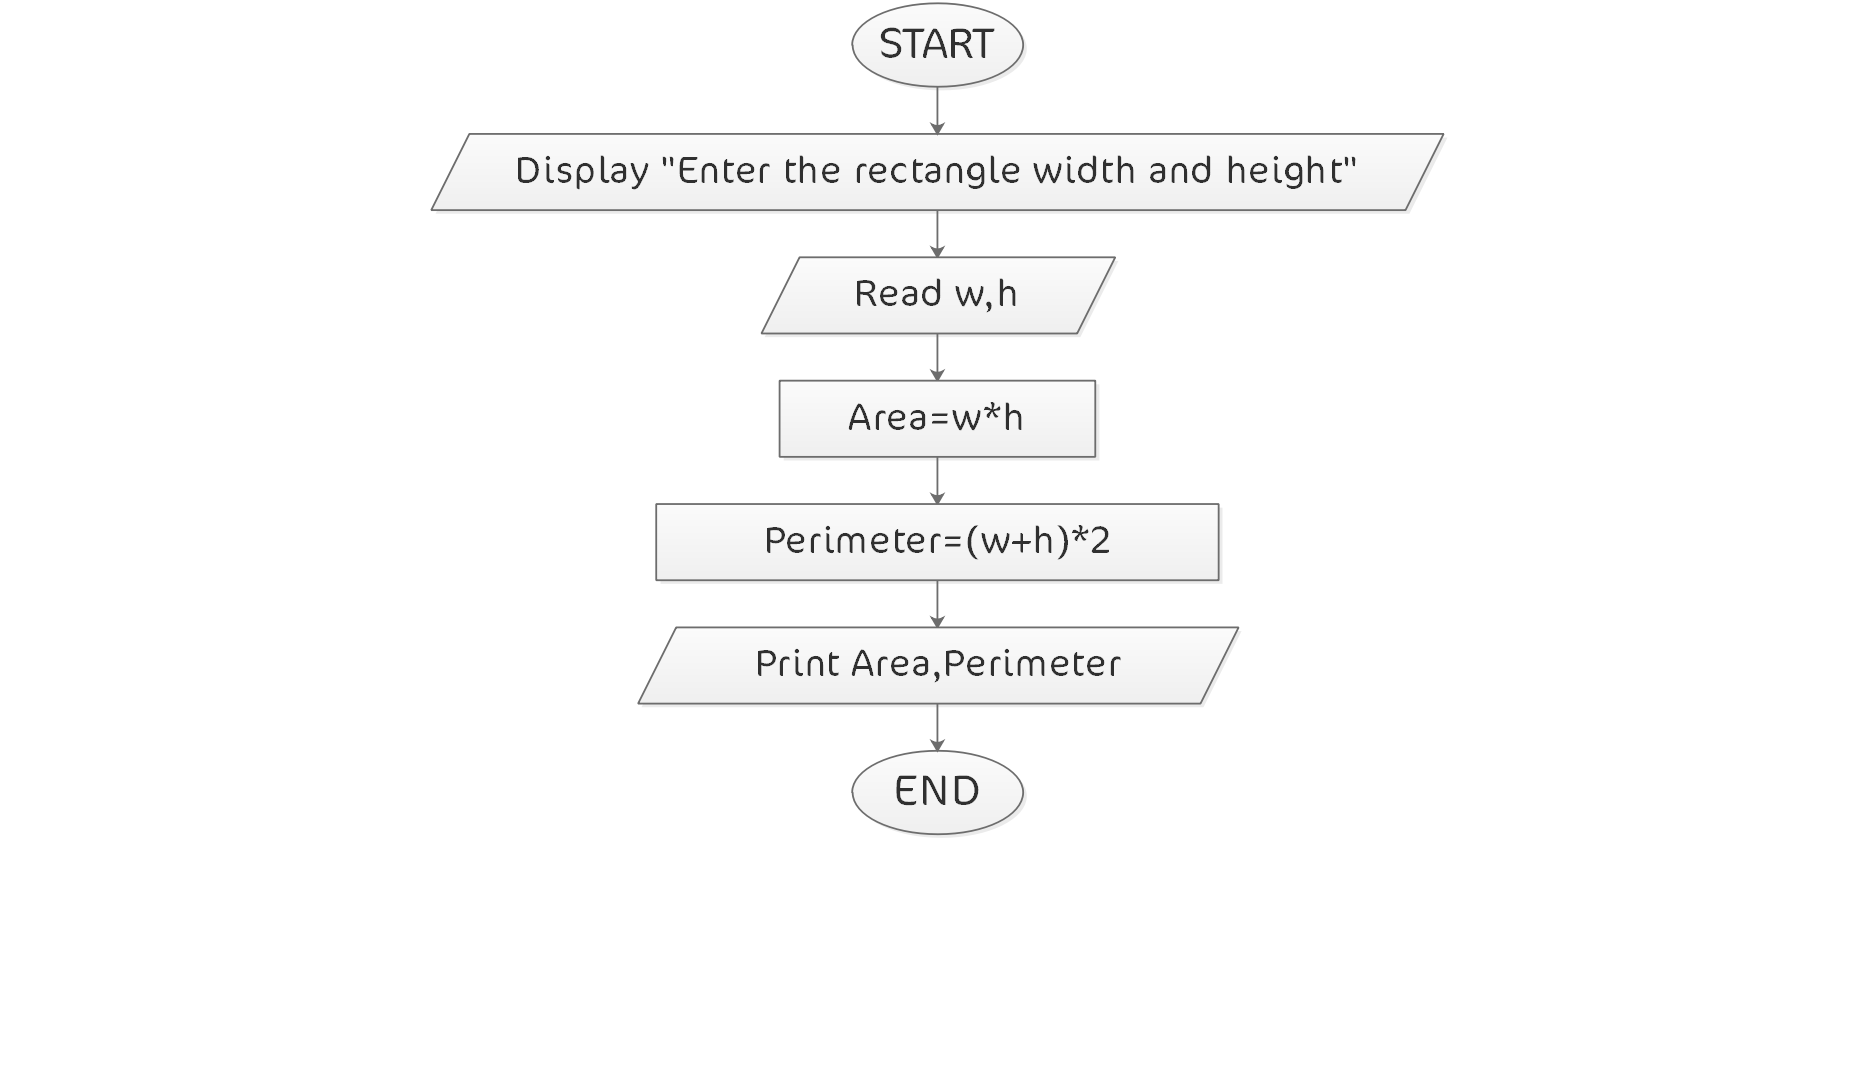 START
Display "Enter the rectangle width and height"
Read w,h
Area=w*h
Perimeter=(w+h)*2
Print Area,Perimeter
END